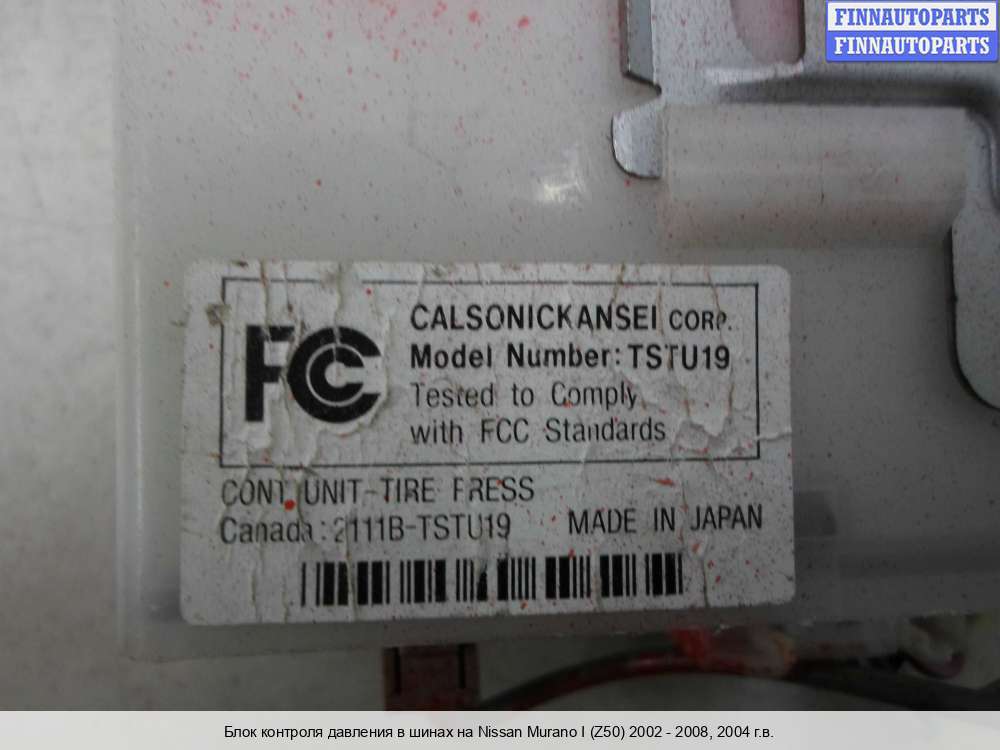 FINNAUTOPARTS
FINNAUTOPARTS
FCC
CALSONICKANSEI CORP.
Model Number: TSTU19
Tested to Comply
with FCC Standards
CONT UNIT-TIRE PRESS
Canada: 2111B-TSTU19 MADE IN JAPAN
Блок контроля давления в шинах на Nissan Murano I (Z50) 2002 - 2008, 2004 г.в.